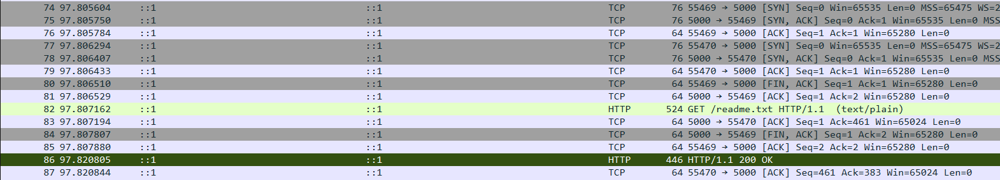 74 97.805604 ::1 ::1 TCP 76 55469 → 5000 [SYN] Seq=0 Win=65535 Len=0 MSS=65475 WS=2
75 97.805750 ::1 ::1 TCP 76 5000 → 55469 [SYN, ACK] Seq=0 Ack=1 Win=65535 Len=0 MSS
76 97.805784 ::1 ::1 TCP 64 55469 → 5000 [ACK] Seq=1 Ack=1 Win=65280 Len=0
77 97.806294 ::1 ::1 TCP 76 55470 → 5000 [SYN] Seq=0 Win=65535 Len=0 MSS=65475 WS=2
78 97.806407 ::1 ::1 TCP 76 5000 → 55470 [SYN, ACK] Seq=0 Ack=1 Win=65535 Len=0 MSS
79 97.806433 ::1 ::1 TCP 64 55470 → 5000 [ACK] Seq=1 Ack=1 Win=65280 Len=0
80 97.806510 ::1 ::1 TCP 64 55469 → 5000 [FIN, ACK] Seq=1 Ack=1 Win=65280 Len=0
81 97.806529 ::1 ::1 TCP 64 5000 → 55469 [ACK] Seq=1 Ack=2 Win=65280 Len=0
82 97.807162 ::1 ::1 HTTP 524 GET /readme.txt HTTP/1.1 (text/plain)
83 97.807194 ::1 ::1 TCP 64 5000 → 55470 [ACK] Seq=1 Ack=461 Win=65024 Len=0
84 97.807807 ::1 ::1 TCP 64 5000 → 55469 [FIN, ACK] Seq=1 Ack=2 Win=65280 Len=0
85 97.807880 ::1 ::1 TCP 64 55469 → 5000 [ACK] Seq=2 Ack=2 Win=65280 Len=0
86 97.820805 ::1 ::1 HTTP 446 HTTP/1.1 200 OK
87 97.820844 ::1 ::1 TCP 64 55470 → 5000 [ACK] Seq=461 Ack=383 Win=65024 Len=0